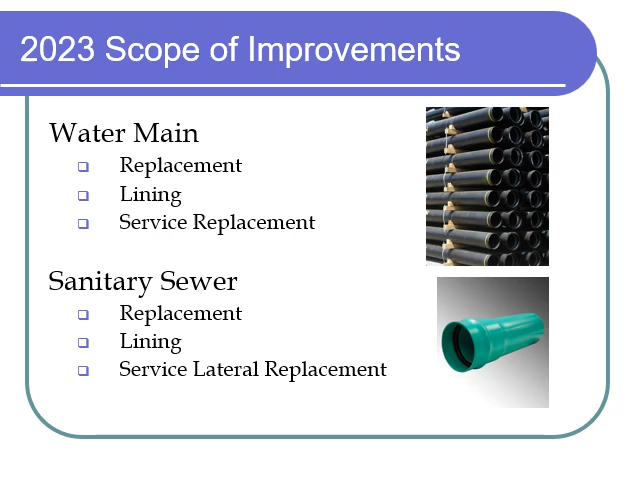 2023 Scope of Improvements
Water Main
Replacement
Lining
Service Replacement
Sanitary Sewer
Replacement
Lining
Service Lateral Replacement